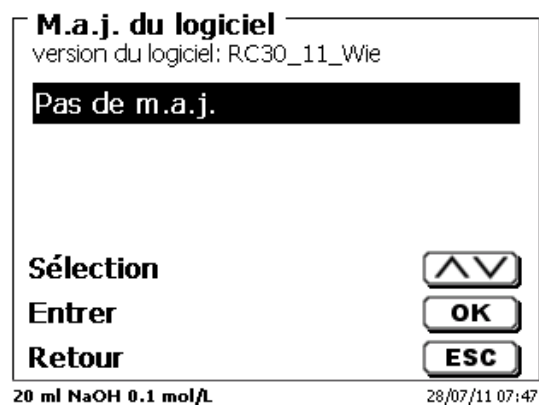 M.a.j. du logiciel
version du logiciel: RC30_11_Wie
Pas de m.a.j.
Sélection
Entrer OK
Retour ESC
20 ml NaOH 0.1 mol/L 28/07/11 07:47